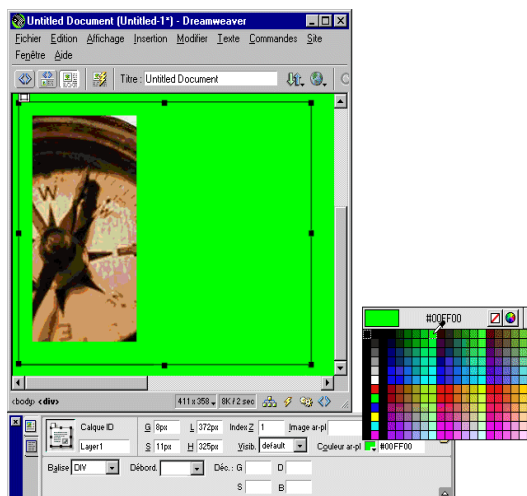 Untitled Document (Untitled-1*) - Dreamweaver
Fichier Edition Affichage Insertion Modifier Texte Commandes Site
Fenêtre Aide
Titre : Untitled Document
W
E
#00FF00
<body> <div>
411 x 358 8K / 2 sec
Calque ID G 8px L 372px Index Z 1 Image ar-pl
Layer1 S 11px H 325px Visib. default Couleur ar-pl #00FF00
Balise DIV Débord. Déc. : G D
S B